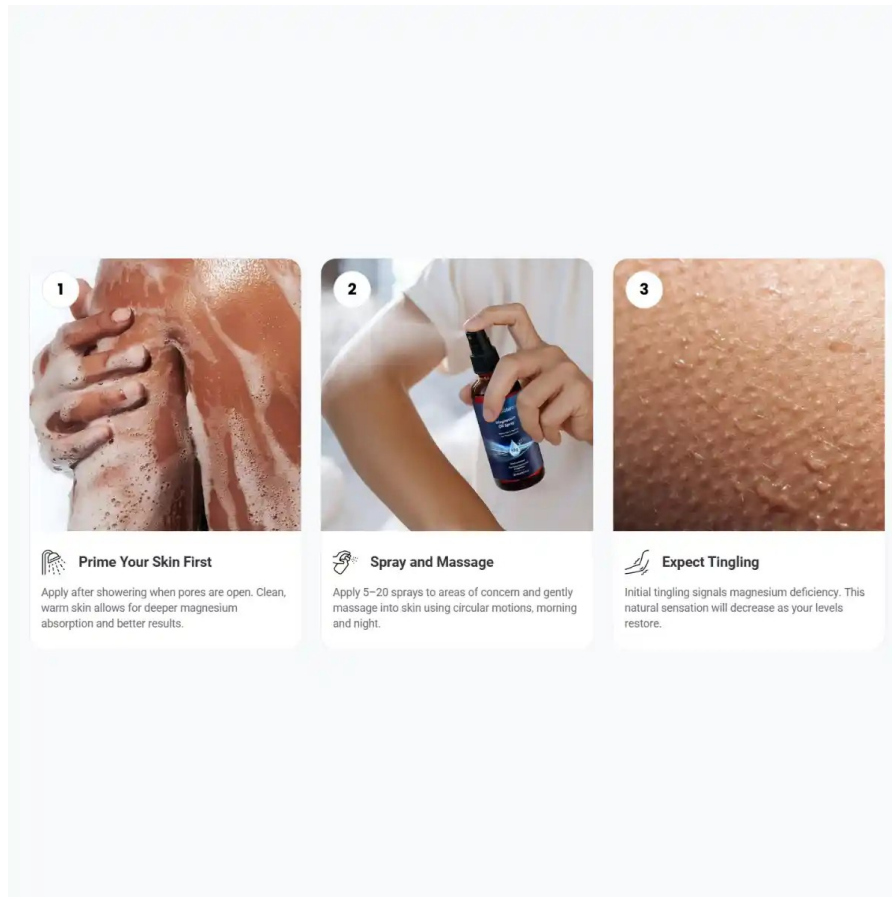 1
Prime Your Skin First
Apply after showering when pores are open. Clean,
warm skin allows for deeper magnesium
absorption and better results.
2
Magnesium
Oil Spray
Spray and Massage
Apply 5–20 sprays to areas of concern and gently
massage into skin using circular motions, morning
and night.
3
Expect Tingling
Initial tingling signals magnesium deficiency. This
natural sensation will decrease as your levels
restore.